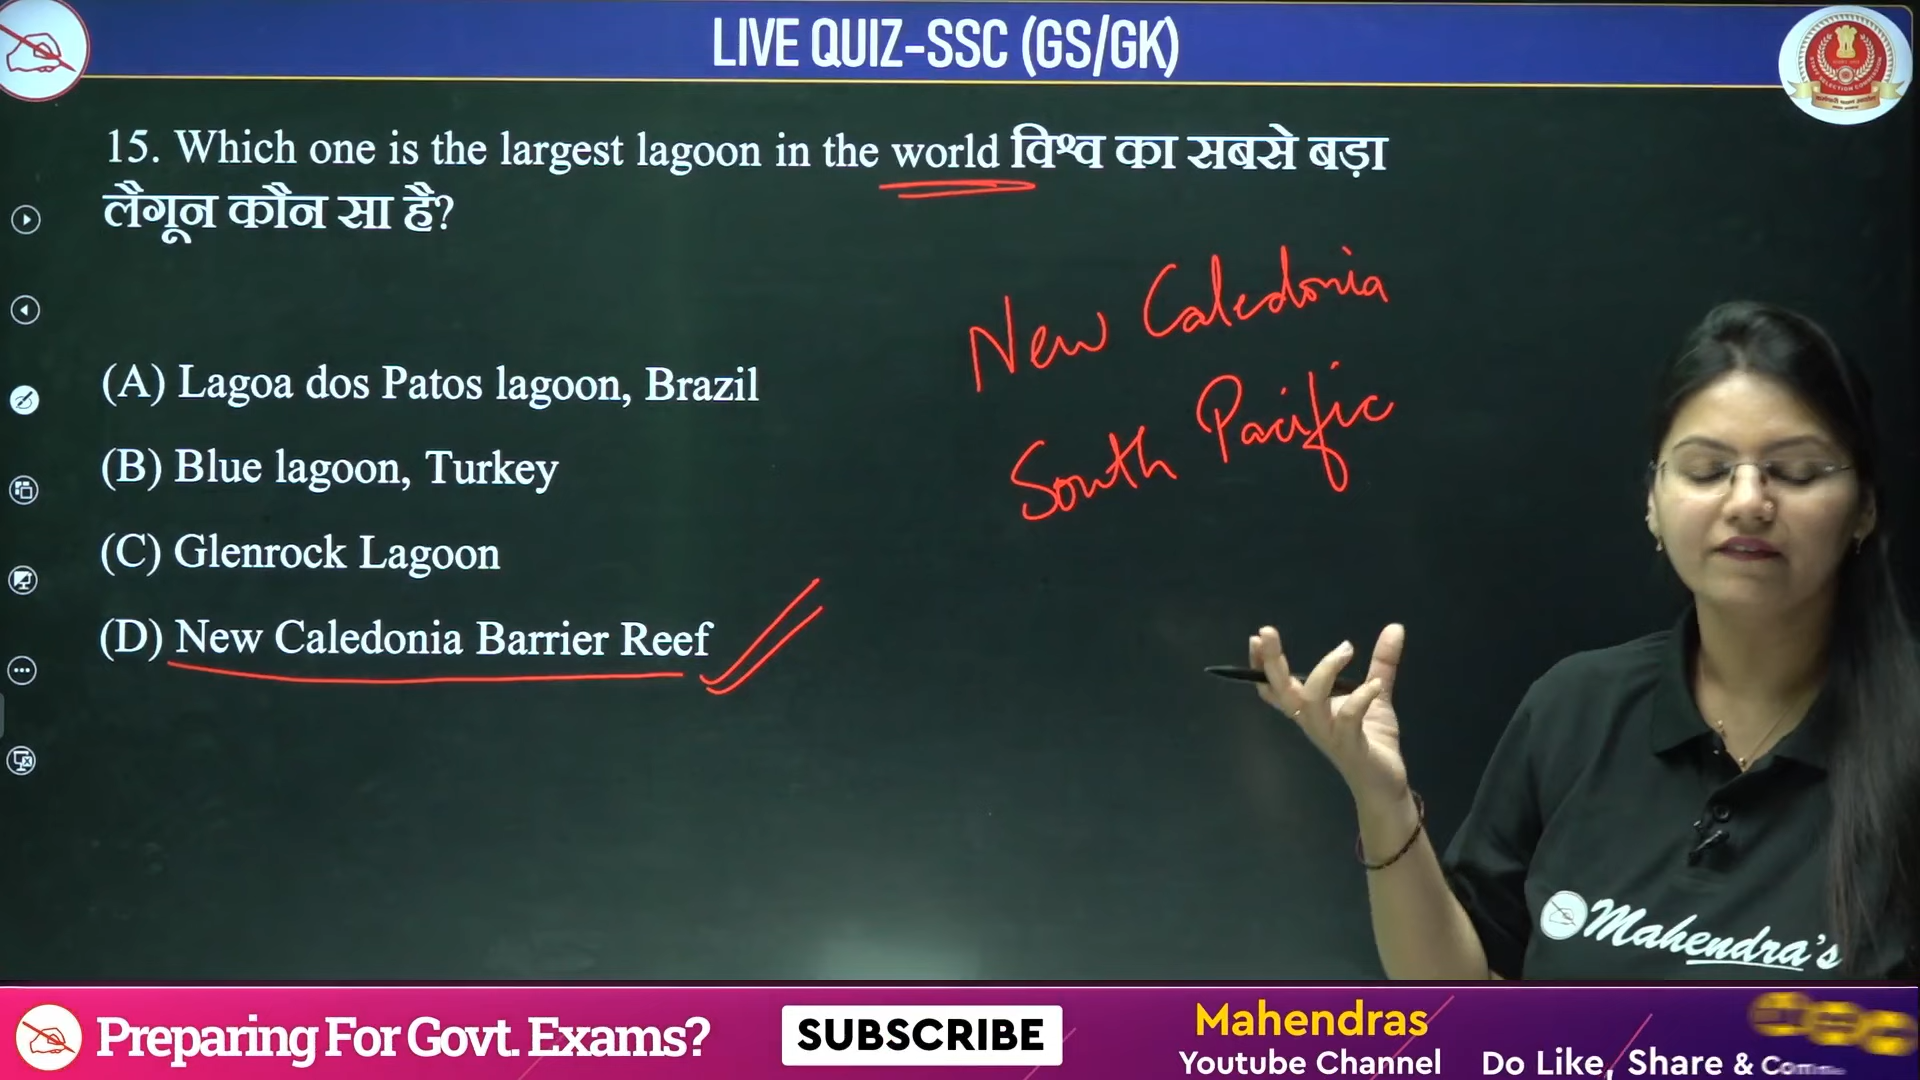 LIVE QUIZ-SSC (GS/GK)
15. Which one is the largest lagoon in the world विश्व का सबसे बड़ा
लैगून कौन सा है?
New Caledonia
South Pacific
(A) Lagoa dos Patos lagoon, Brazil
(B) Blue lagoon, Turkey
(C) Glenrock Lagoon
(D) New Caledonia Barrier Reef
Mahendra's
Preparing For Govt. Exams?
SUBSCRIBE
Mahendras
Youtube Channel
Do Like, Share &